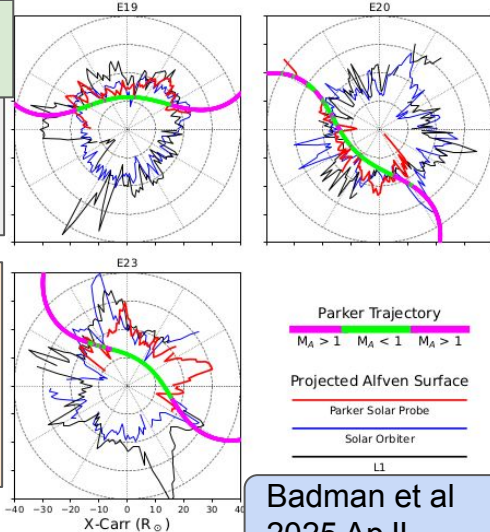 E19
E20
E23
Parker Trajectory
M_A > 1 M_A < 1 M_A > 1
Projected Alfven Surface
Parker Solar Probe
Solar Orbiter
L1
−40 −30 −20 −10 0 10 20 30 40
X-Carr (R_⊙)
Badman et al
2025 ApJL